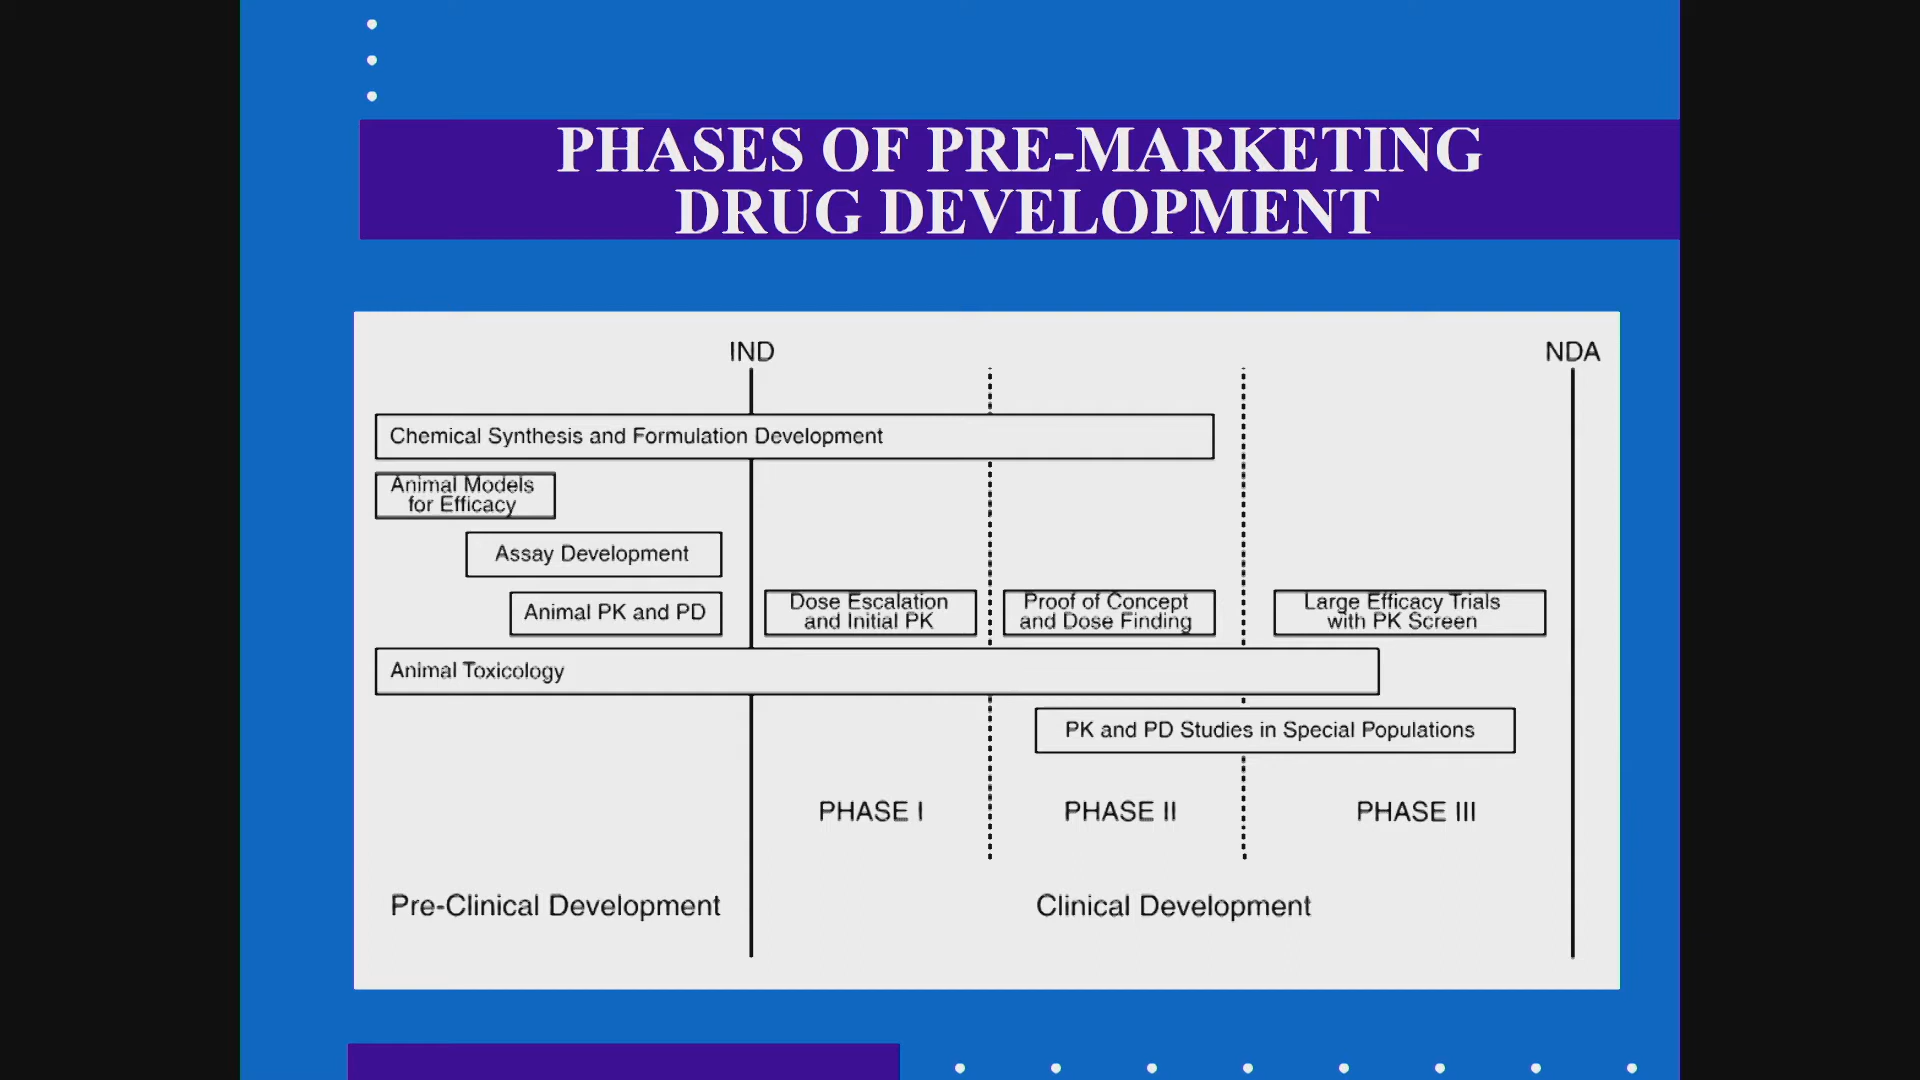 PHASES OF PRE-MARKETING
DRUG DEVELOPMENT
IND
NDA
Chemical Synthesis and Formulation Development
Animal Models
for Efficacy
Assay Development
Animal PK and PD
Dose Escalation
and Initial PK
Proof of Concept
and Dose Finding
Large Efficacy Trials
with PK Screen
Animal Toxicology
PK and PD Studies in Special Populations
PHASE I
PHASE II
PHASE III
Pre-Clinical Development
Clinical Development